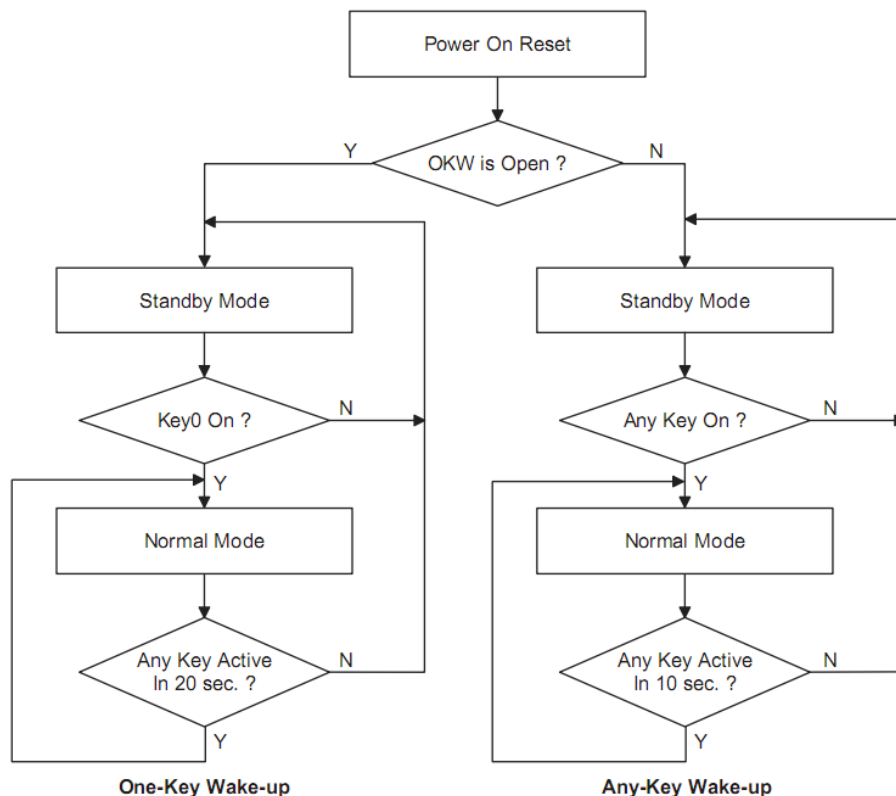 Power On Reset
OKW is Open ?
Y
N
Standby Mode
Standby Mode
Key0 On ?
N
Any Key On ?
N
Y
Y
Normal Mode
Normal Mode
Any Key Active
In 20 sec. ?
N
Any Key Active
In 10 sec. ?
N
Y
Y
One-Key Wake-up
Any-Key Wake-up